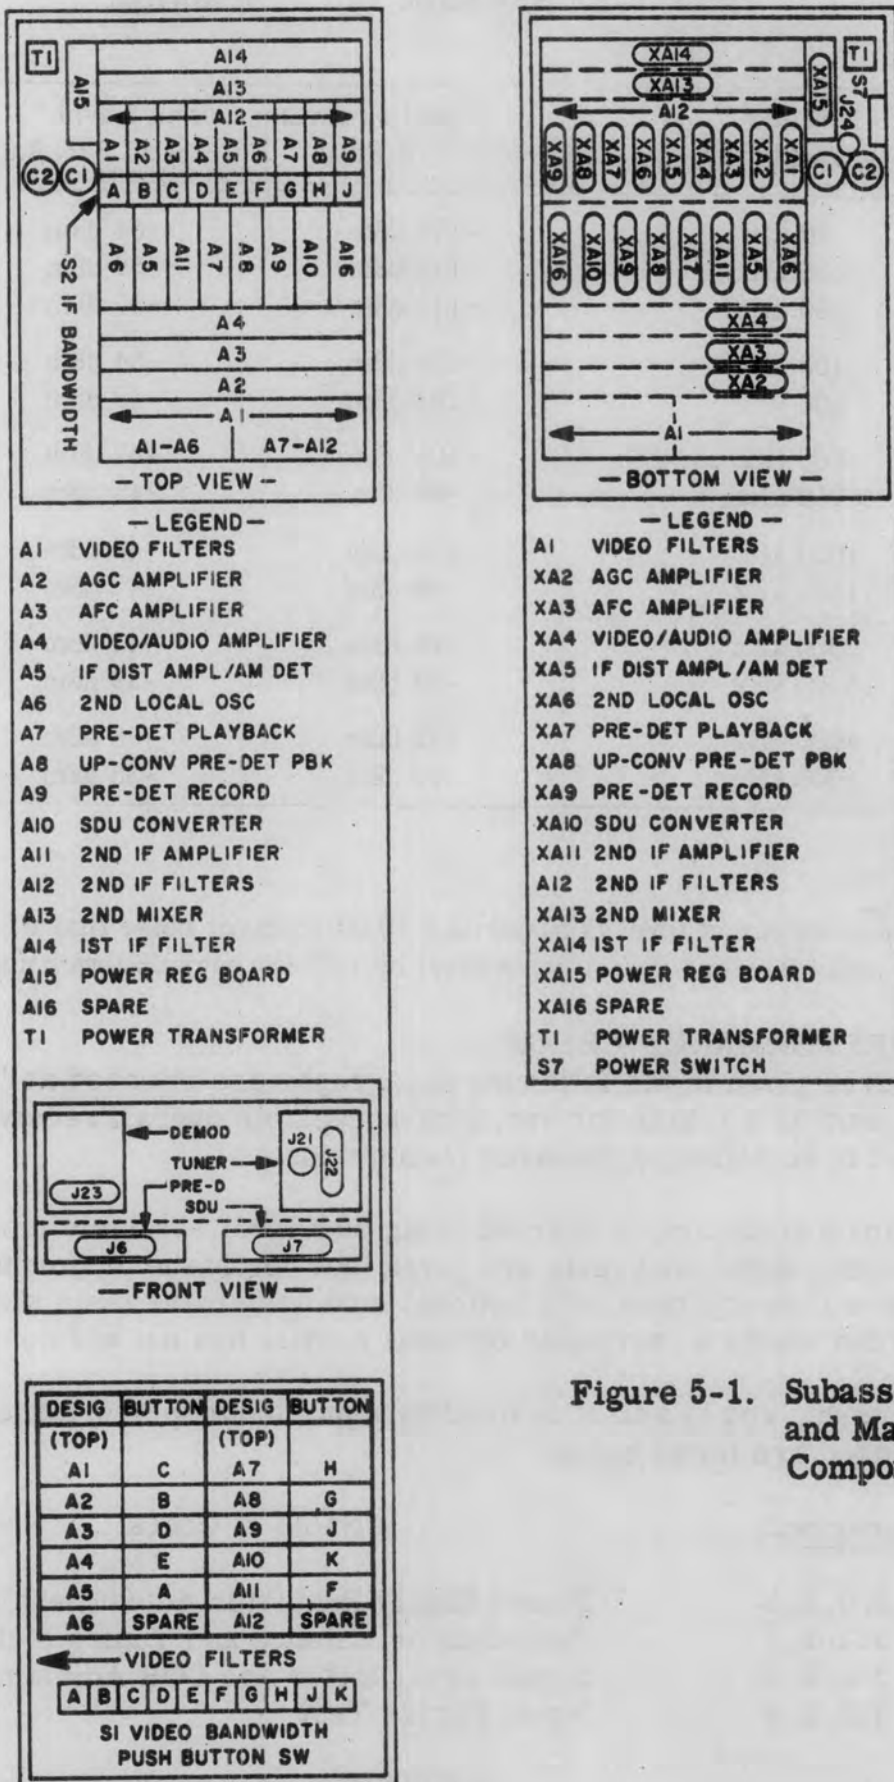 T1
A15
A14
A13
A12
A1 A2 A3 A4 A5 A6 A7 A8 A9
C2 C1
A B C D E F G H J
A6 A5 A11 A7 A8 A9 A10 A16
S2 IF BANDWIDTH
A4
A3
A2
A1
A1-A6 A7-A12
- TOP VIEW -
- LEGEND -
A1 VIDEO FILTERS
A2 AGC AMPLIFIER
A3 AFC AMPLIFIER
A4 VIDEO/AUDIO AMPLIFIER
A5 IF DIST AMPL/AM DET
A6 2ND LOCAL OSC
A7 PRE-DET PLAYBACK
A8 UP-CONV PRE-DET PBK
A9 PRE-DET RECORD
A10 SDU CONVERTER
A11 2ND IF AMPLIFIER
A12 2ND IF FILTERS
A13 2ND MIXER
A14 1ST IF FILTER
A15 POWER REG BOARD
A16 SPARE
T1 POWER TRANSFORMER
XA14
XA13
A12
XA15
T1
S7
J24
XA9 XA8 XA7 XA6 XA5 XA4 XA3 XA2 XA1
C1 C2
XA16 XA10 XA9 XA8 XA7 XA11 XA5 XA6
XA4
XA3
XA2
A1
- BOTTOM VIEW -
- LEGEND -
A1 VIDEO FILTERS
XA2 AGC AMPLIFIER
XA3 AFC AMPLIFIER
XA4 VIDEO/AUDIO AMPLIFIER
XA5 IF DIST AMPL/AM DET
XA6 2ND LOCAL OSC
XA7 PRE-DET PLAYBACK
XA8 UP-CONV PRE-DET PBK
XA9 PRE-DET RECORD
XA10 SDU CONVERTER
XA11 2ND IF AMPLIFIER
A12 2ND IF FILTERS
XA13 2ND MIXER
XA14 1ST IF FILTER
XA15 POWER REG BOARD
XA16 SPARE
T1 POWER TRANSFORMER
S7 POWER SWITCH
DEMOD
TUNER
PRE-D
SDU
J23
J21
J22
J6
J7
- FRONT VIEW -
DESIG BUTTON DESIG BUTTON
(TOP) (TOP)
A1 C A7 H
A2 B A8 G
A3 D A9 J
A4 E A10 K
A5 A A11 F
A6 SPARE A12 SPARE
VIDEO FILTERS
A B C D E F G H J K
S1 VIDEO BANDWIDTH
PUSH BUTTON SW
Figure 5-1. Subass
and Ma
Compo